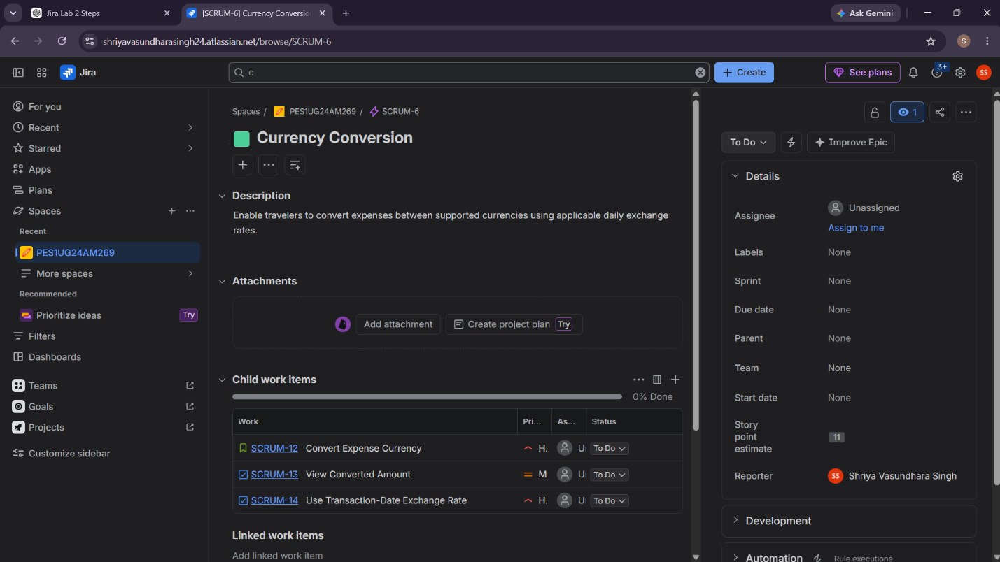 Jira Lab 2 Steps
[SCRUM-6] Currency Conversio
Ask Gemini
shriyavasundharasingh24.atlassian.net/browse/SCRUM-6
S
Jira
c
Create
See plans
3+
SS
For you
Recent
Starred
Apps
Plans
Spaces
Recent
PES1UG24AM269
More spaces
Recommended
Prioritize ideas
Try
Filters
Dashboards
Teams
Goals
Projects
Customize sidebar
Spaces / PES1UG24AM269 / SCRUM-6
Currency Conversion
Description
Enable travelers to convert expenses between supported currencies using applicable daily exchange
rates.
Attachments
Add attachment
Create project plan Try
Child work items
0% Done
Work Pri... As... Status
SCRUM-12 Convert Expense Currency H. U To Do
SCRUM-13 View Converted Amount M U To Do
SCRUM-14 Use Transaction-Date Exchange Rate H. U To Do
Linked work items
Add linked work item
1
To Do
Improve Epic
Details
Assignee Unassigned
Assign to me
Labels None
Sprint None
Due date None
Parent None
Team None
Start date None
Story
point
estimate
11
Reporter SS Shriya Vasundhara Singh
Development
Automation Rule executions